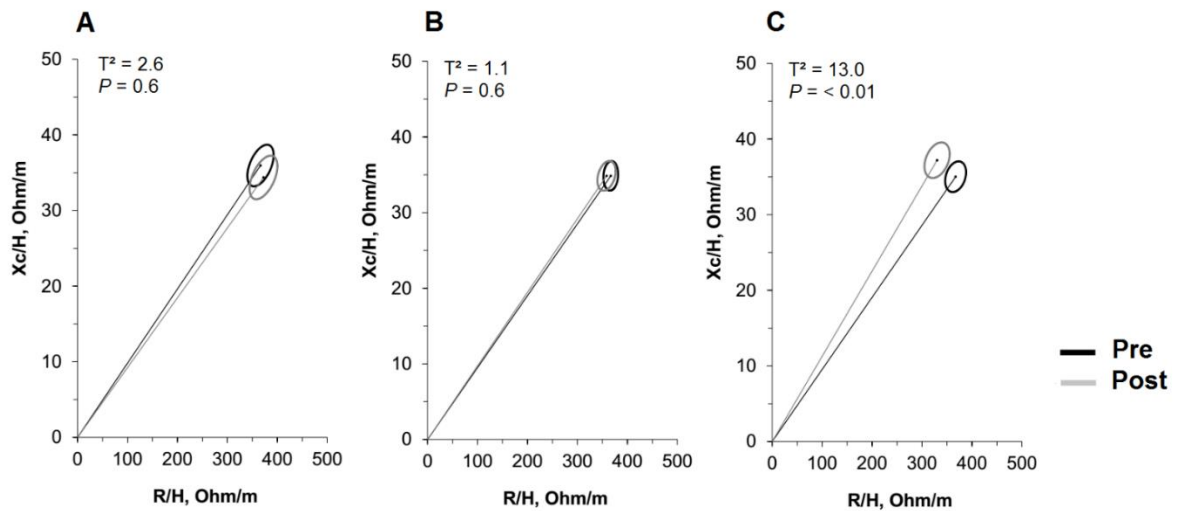 A
T² = 2.6
P = 0.6
50
40
30
20
10
0
Xc/H, Ohm/m
0 100 200 300 400 500
R/H, Ohm/m
B
T² = 1.1
P = 0.6
50
40
30
20
10
0
Xc/H, Ohm/m
0 100 200 300 400 500
R/H, Ohm/m
C
T² = 13.0
P = < 0.01
50
40
30
20
10
0
Xc/H, Ohm/m
0 100 200 300 400 500
R/H, Ohm/m
Pre
Post